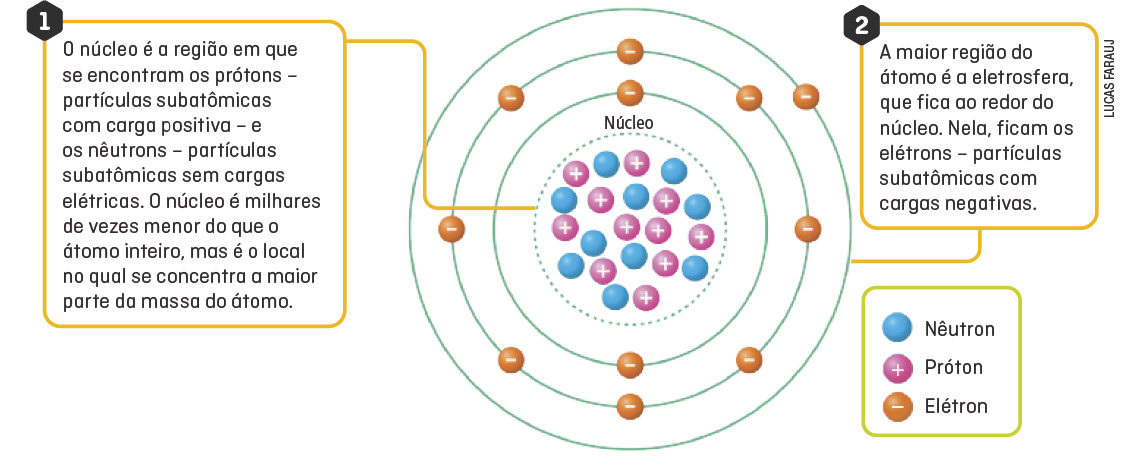 1
O núcleo é a região em que
se encontram os prótons –
partículas subatômicas
com carga positiva – e
os nêutrons – partículas
subatômicas sem cargas
elétricas. O núcleo é milhares
de vezes menor do que o
átomo inteiro, mas é o local
no qual se concentra a maior
parte da massa do átomo.
Núcleo
2
A maior região do
átomo é a eletrosfera,
que fica ao redor do
núcleo. Nela, ficam os
elétrons – partículas
subatômicas com
cargas negativas.
LUCAS FARAUJ
Nêutron
+ Próton
– Elétron